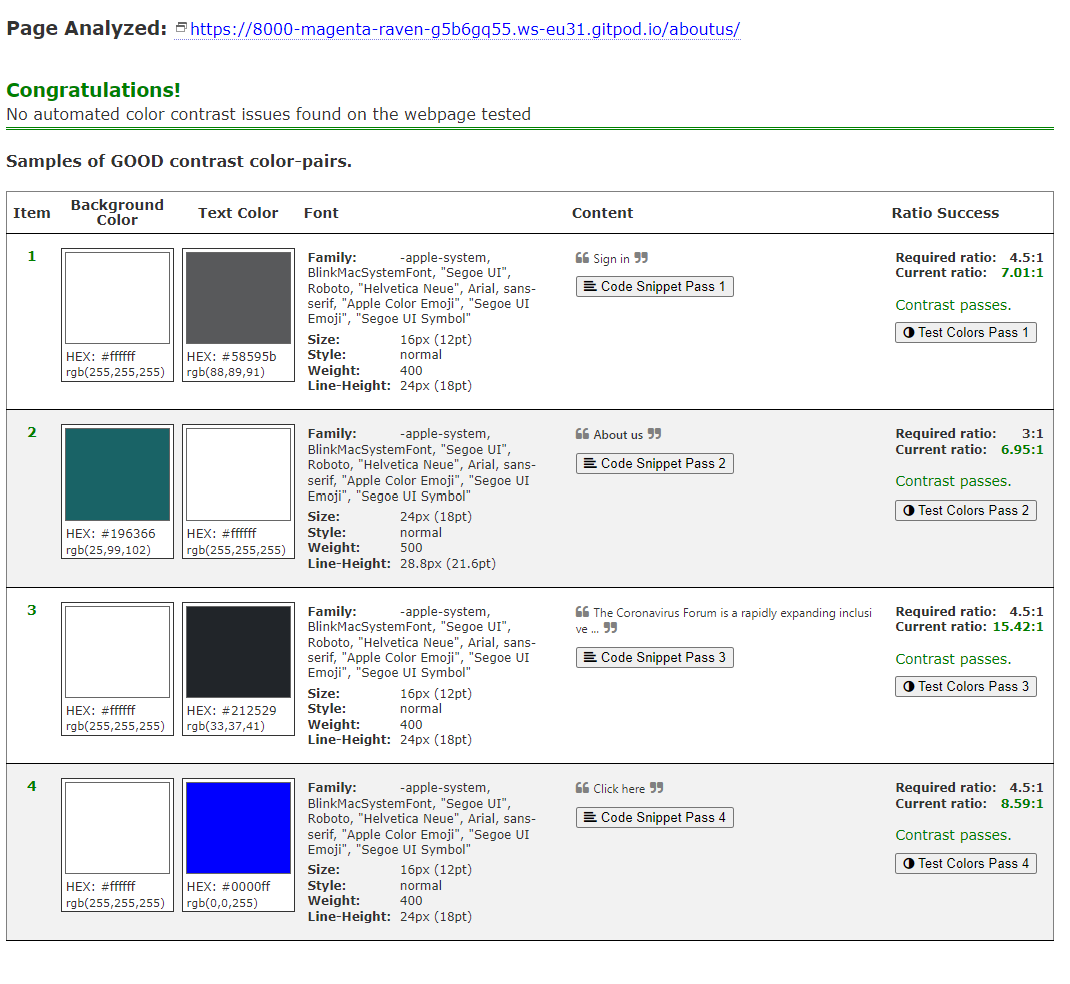 Page Analyzed: https://8000-magenta-raven-g5b6gq55.ws-eu31.gitpod.io/aboutus/
Congratulations!
No automated color contrast issues found on the webpage tested
Samples of GOOD contrast color-pairs.
Item Background Color Text Color Font Content Ratio Success
1
HEX: #ffffff
rgb(255,255,255)
HEX: #58595b
rgb(88,89,91)
Family: -apple-system,
BlinkMacSystemFont, "Segoe UI",
Roboto, "Helvetica Neue", Arial, sans-
serif, "Apple Color Emoji", "Segoe UI
Emoji", "Segoe UI Symbol"
Size: 16px (12pt)
Style: normal
Weight: 400
Line-Height: 24px (18pt)
❝ Sign in ❞
Code Snippet Pass 1
Required ratio: 4.5:1
Current ratio: 7.01:1
Contrast passes.
Test Colors Pass 1
2
HEX: #196366
rgb(25,99,102)
HEX: #ffffff
rgb(255,255,255)
Family: -apple-system,
BlinkMacSystemFont, "Segoe UI",
Roboto, "Helvetica Neue", Arial, sans-
serif, "Apple Color Emoji", "Segoe UI
Emoji", "Segoe UI Symbol"
Size: 24px (18pt)
Style: normal
Weight: 500
Line-Height: 28.8px (21.6pt)
❝ About us ❞
Code Snippet Pass 2
Required ratio: 3:1
Current ratio: 6.95:1
Contrast passes.
Test Colors Pass 2
3
HEX: #ffffff
rgb(255,255,255)
HEX: #212529
rgb(33,37,41)
Family: -apple-system,
BlinkMacSystemFont, "Segoe UI",
Roboto, "Helvetica Neue", Arial, sans-
serif, "Apple Color Emoji", "Segoe UI
Emoji", "Segoe UI Symbol"
Size: 16px (12pt)
Style: normal
Weight: 400
Line-Height: 24px (18pt)
❝ The Coronavirus Forum is a rapidly expanding inclusi
ve ... ❞
Code Snippet Pass 3
Required ratio: 4.5:1
Current ratio: 15.42:1
Contrast passes.
Test Colors Pass 3
4
HEX: #ffffff
rgb(255,255,255)
HEX: #0000ff
rgb(0,0,255)
Family: -apple-system,
BlinkMacSystemFont, "Segoe UI",
Roboto, "Helvetica Neue", Arial, sans-
serif, "Apple Color Emoji", "Segoe UI
Emoji", "Segoe UI Symbol"
Size: 16px (12pt)
Style: normal
Weight: 400
Line-Height: 24px (18pt)
❝ Click here ❞
Code Snippet Pass 4
Required ratio: 4.5:1
Current ratio: 8.59:1
Contrast passes.
Test Colors Pass 4